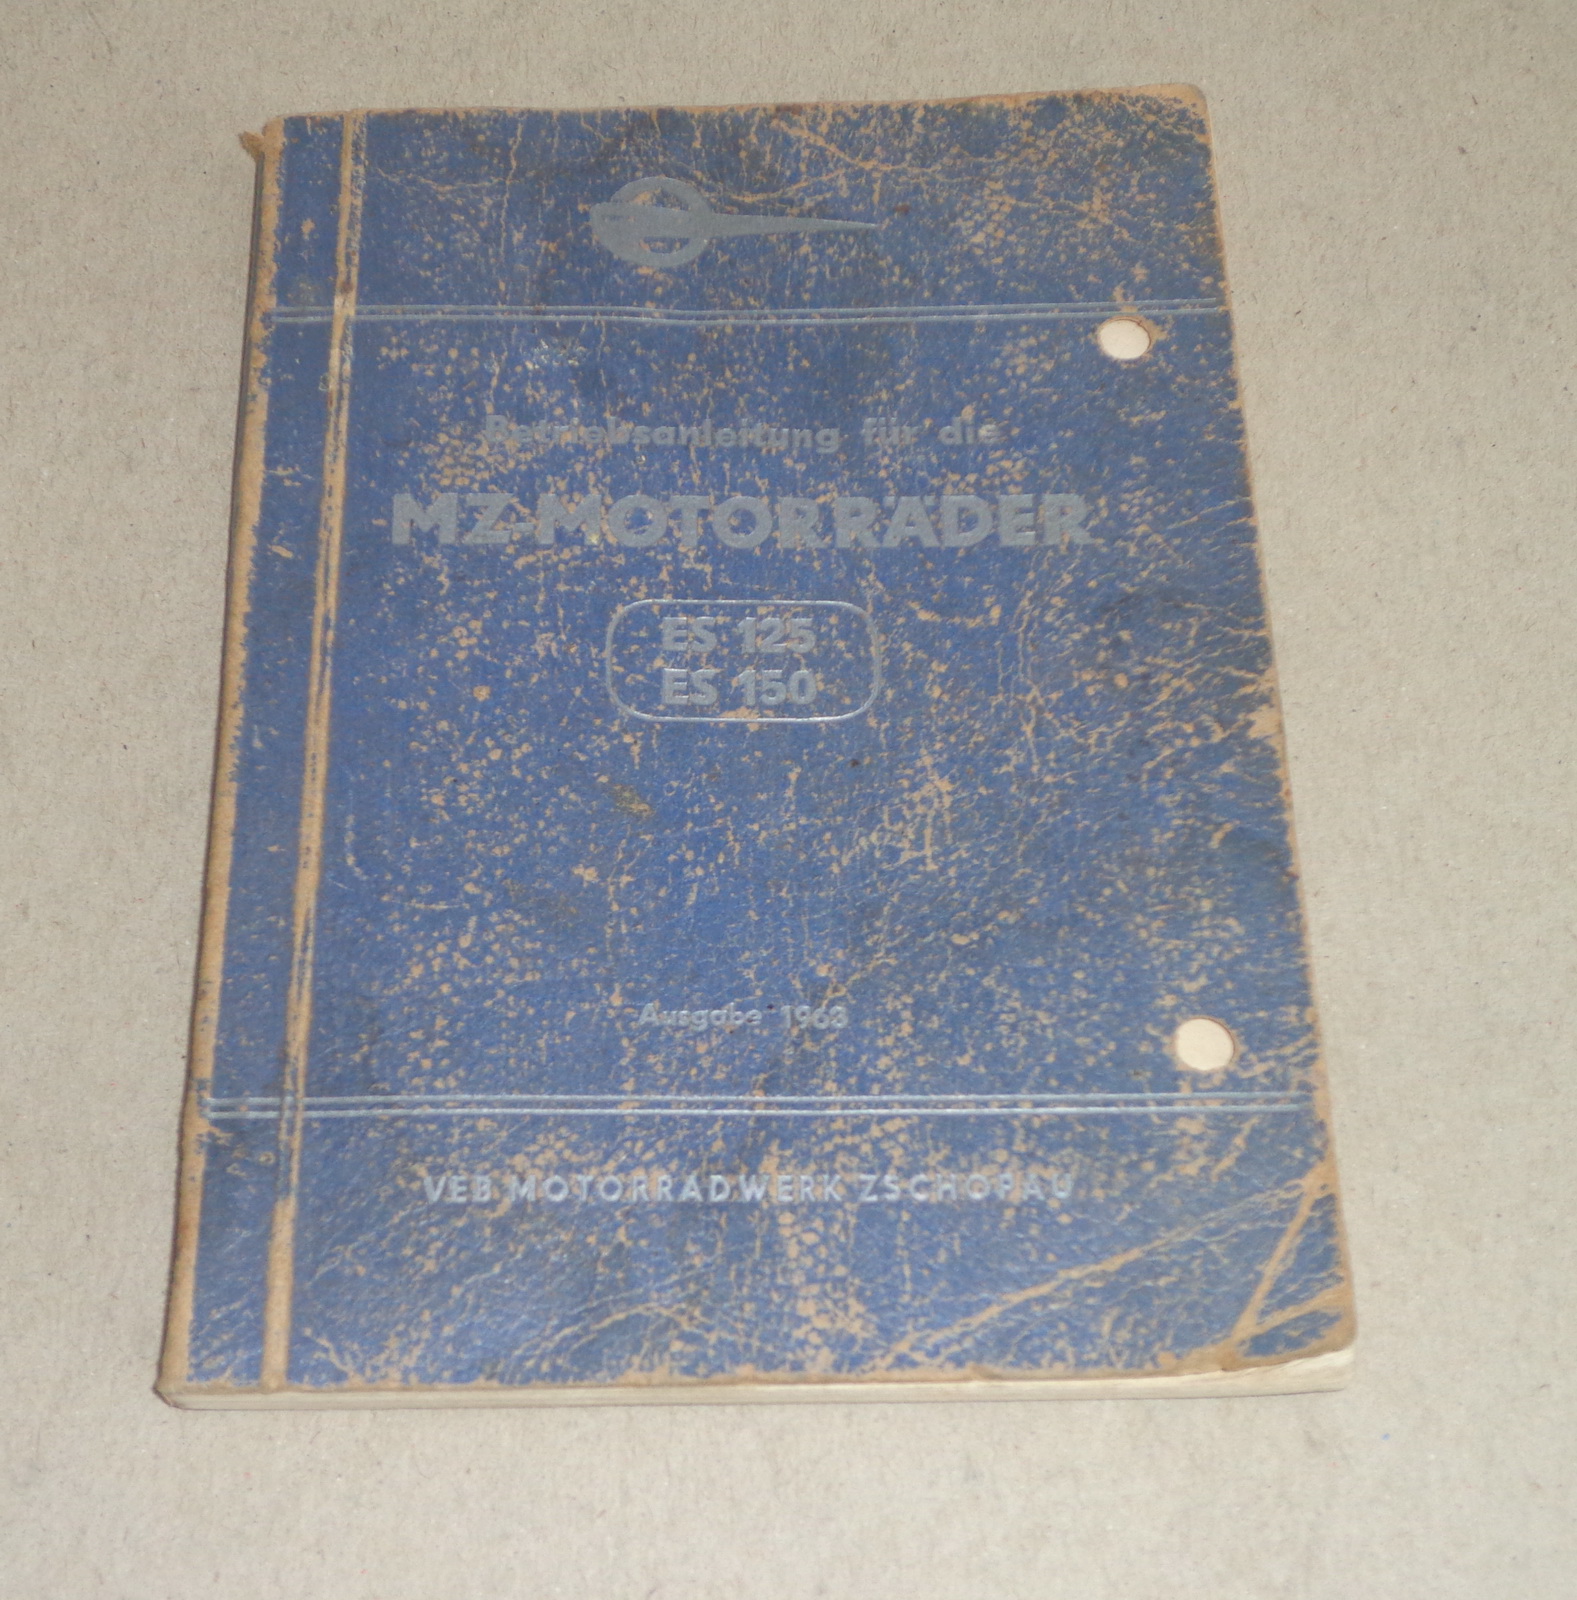 Betriebsanleitung für die
MZ-MOTORRÄDER
ES 125
ES 150
Ausgabe 1963
VEB MOTORRADWERK ZSCHOPAU